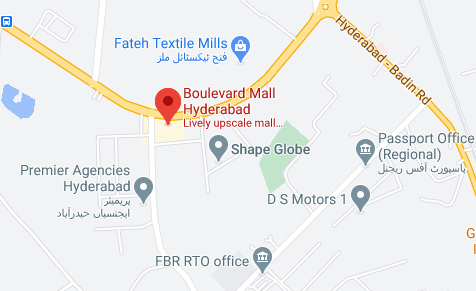 Fateh Textile Mills
فتح ٹیکسٹائل ملز
Hyderabad - Badin Rd
Boulevard Mall
Hyderabad
Lively upscale mall...
Shape Globe
Passport Office
(Regional)
پاسپورٹ آفس ریجنل
Premier Agencies
Hyderabad
پریمیئر
ایجنسیاں حیدرآباد
D S Motors 1
FBR RTO office
G